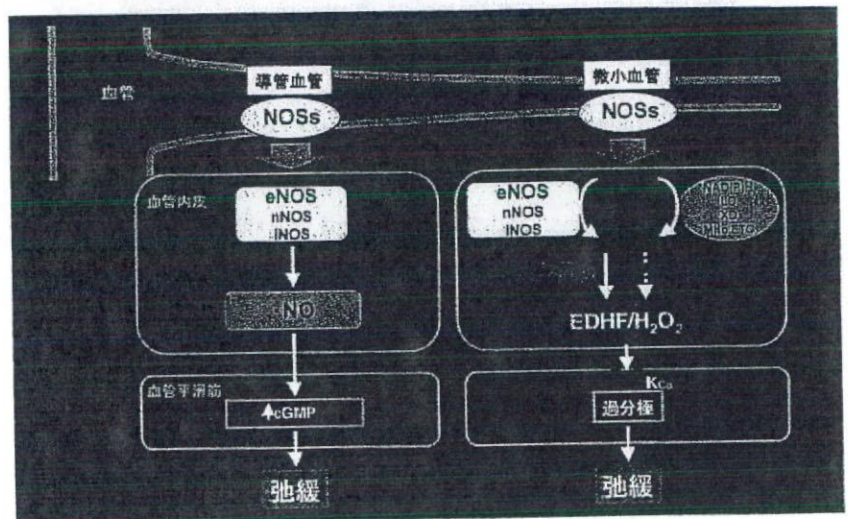 血管
導管血管
微小血管
NOSs
NOSs
血管内皮
eNOS
nNOS
iNOS
eNOS
nNOS
iNOS
LO
XO
NO
EDHF/H₂O₂
血管平滑筋
cGMP
KCa
過分極
弛緩
弛緩